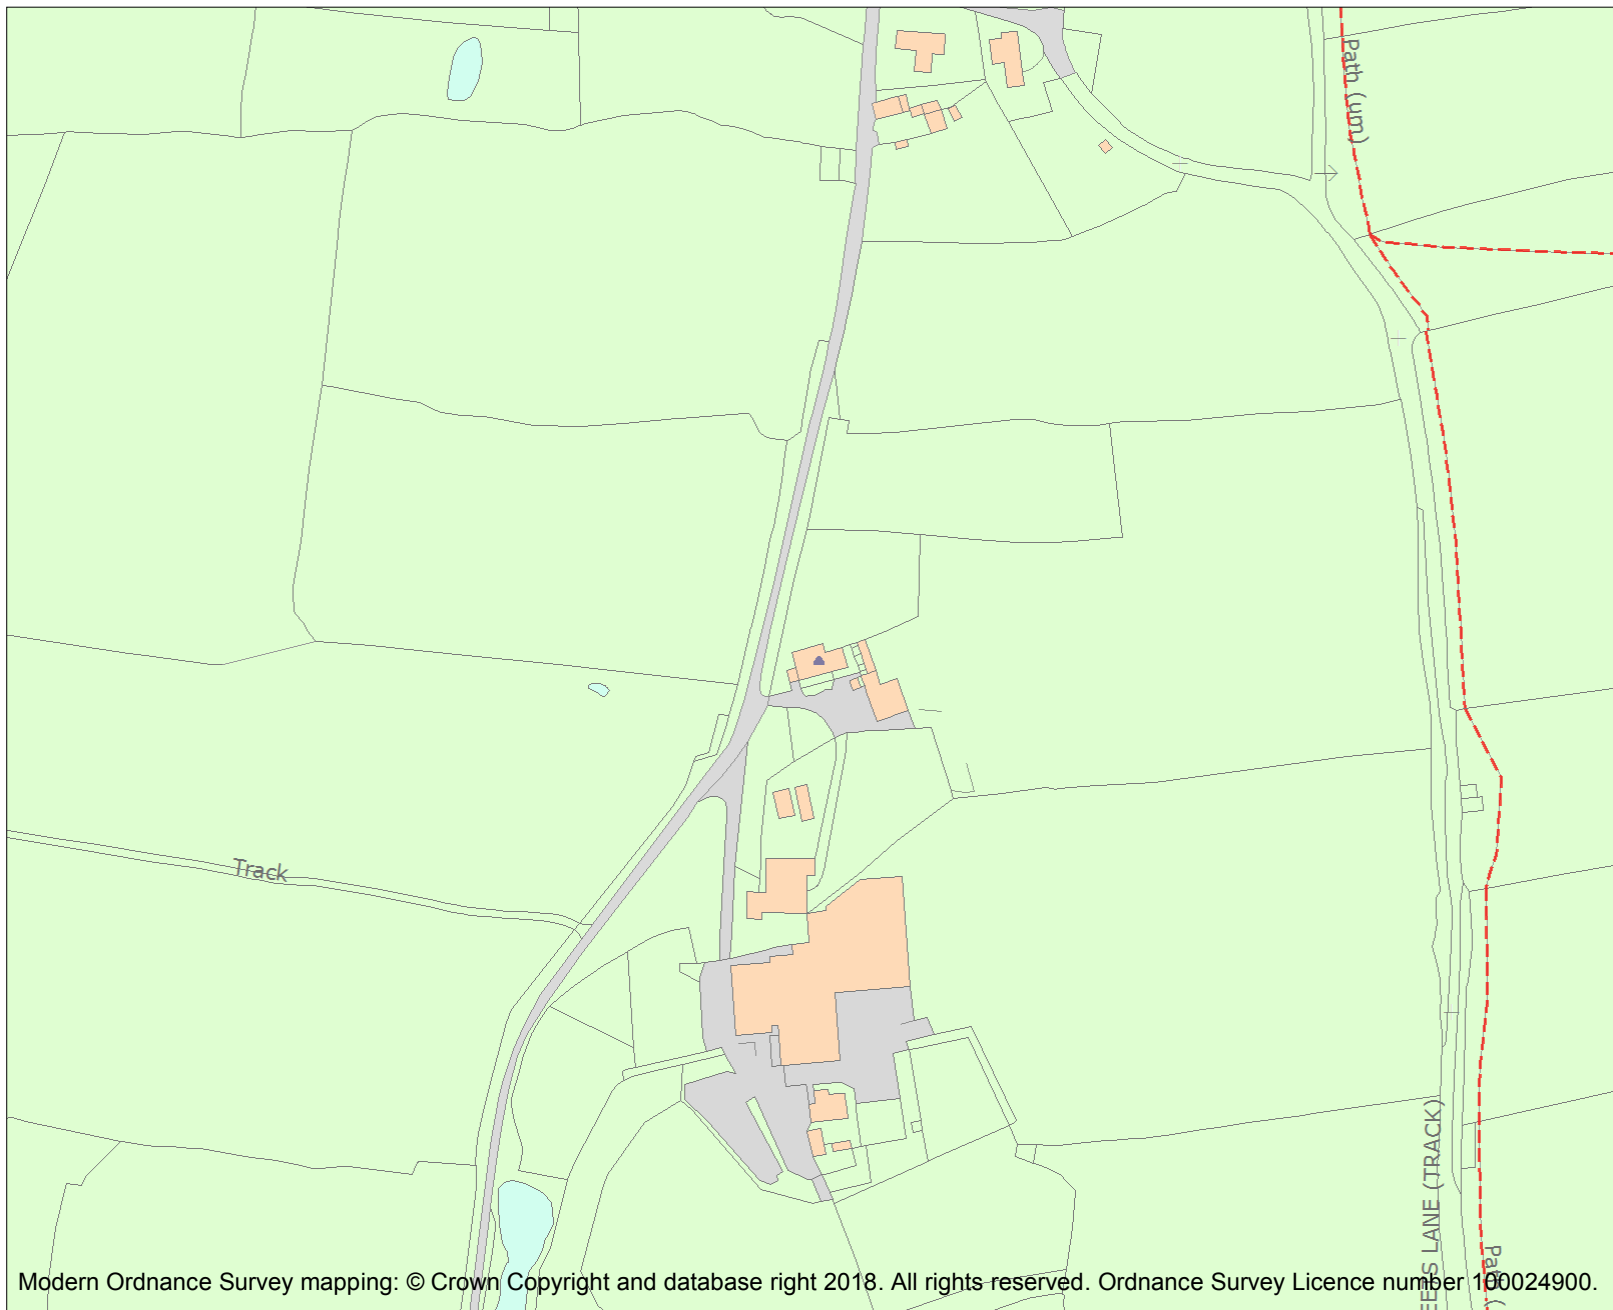 Path (um)
Track
LANE (TRACK)
Modern Ordnance Survey mapping: © Crown Copyright and database right 2018. All rights reserved. Ordnance Survey Licence number 100024900.